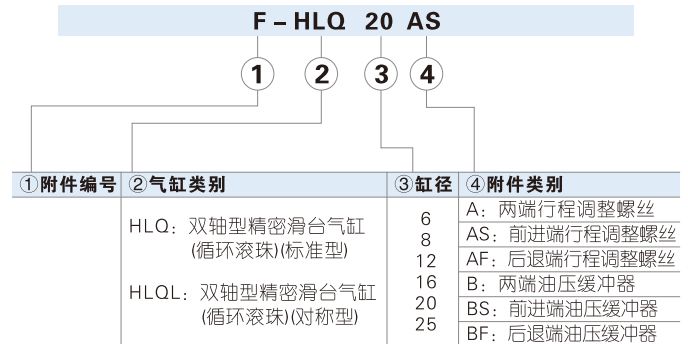 F-HLQ 20 AS
① ② ③ ④
①附件编号 ②气缸类别 ③缸径 ④附件类别
HLQ：双轴型精密滑台气缸
(循环滚珠)(标准型)
HLQL：双轴型精密滑台气缸
(循环滚珠)(对称型)
6
8
12
16
20
25
A：两端行程调整螺丝
AS：前进端行程调整螺丝
AF：后退端行程调整螺丝
B：两端油压缓冲器
BS：前进端油压缓冲器
BF：后退端油压缓冲器